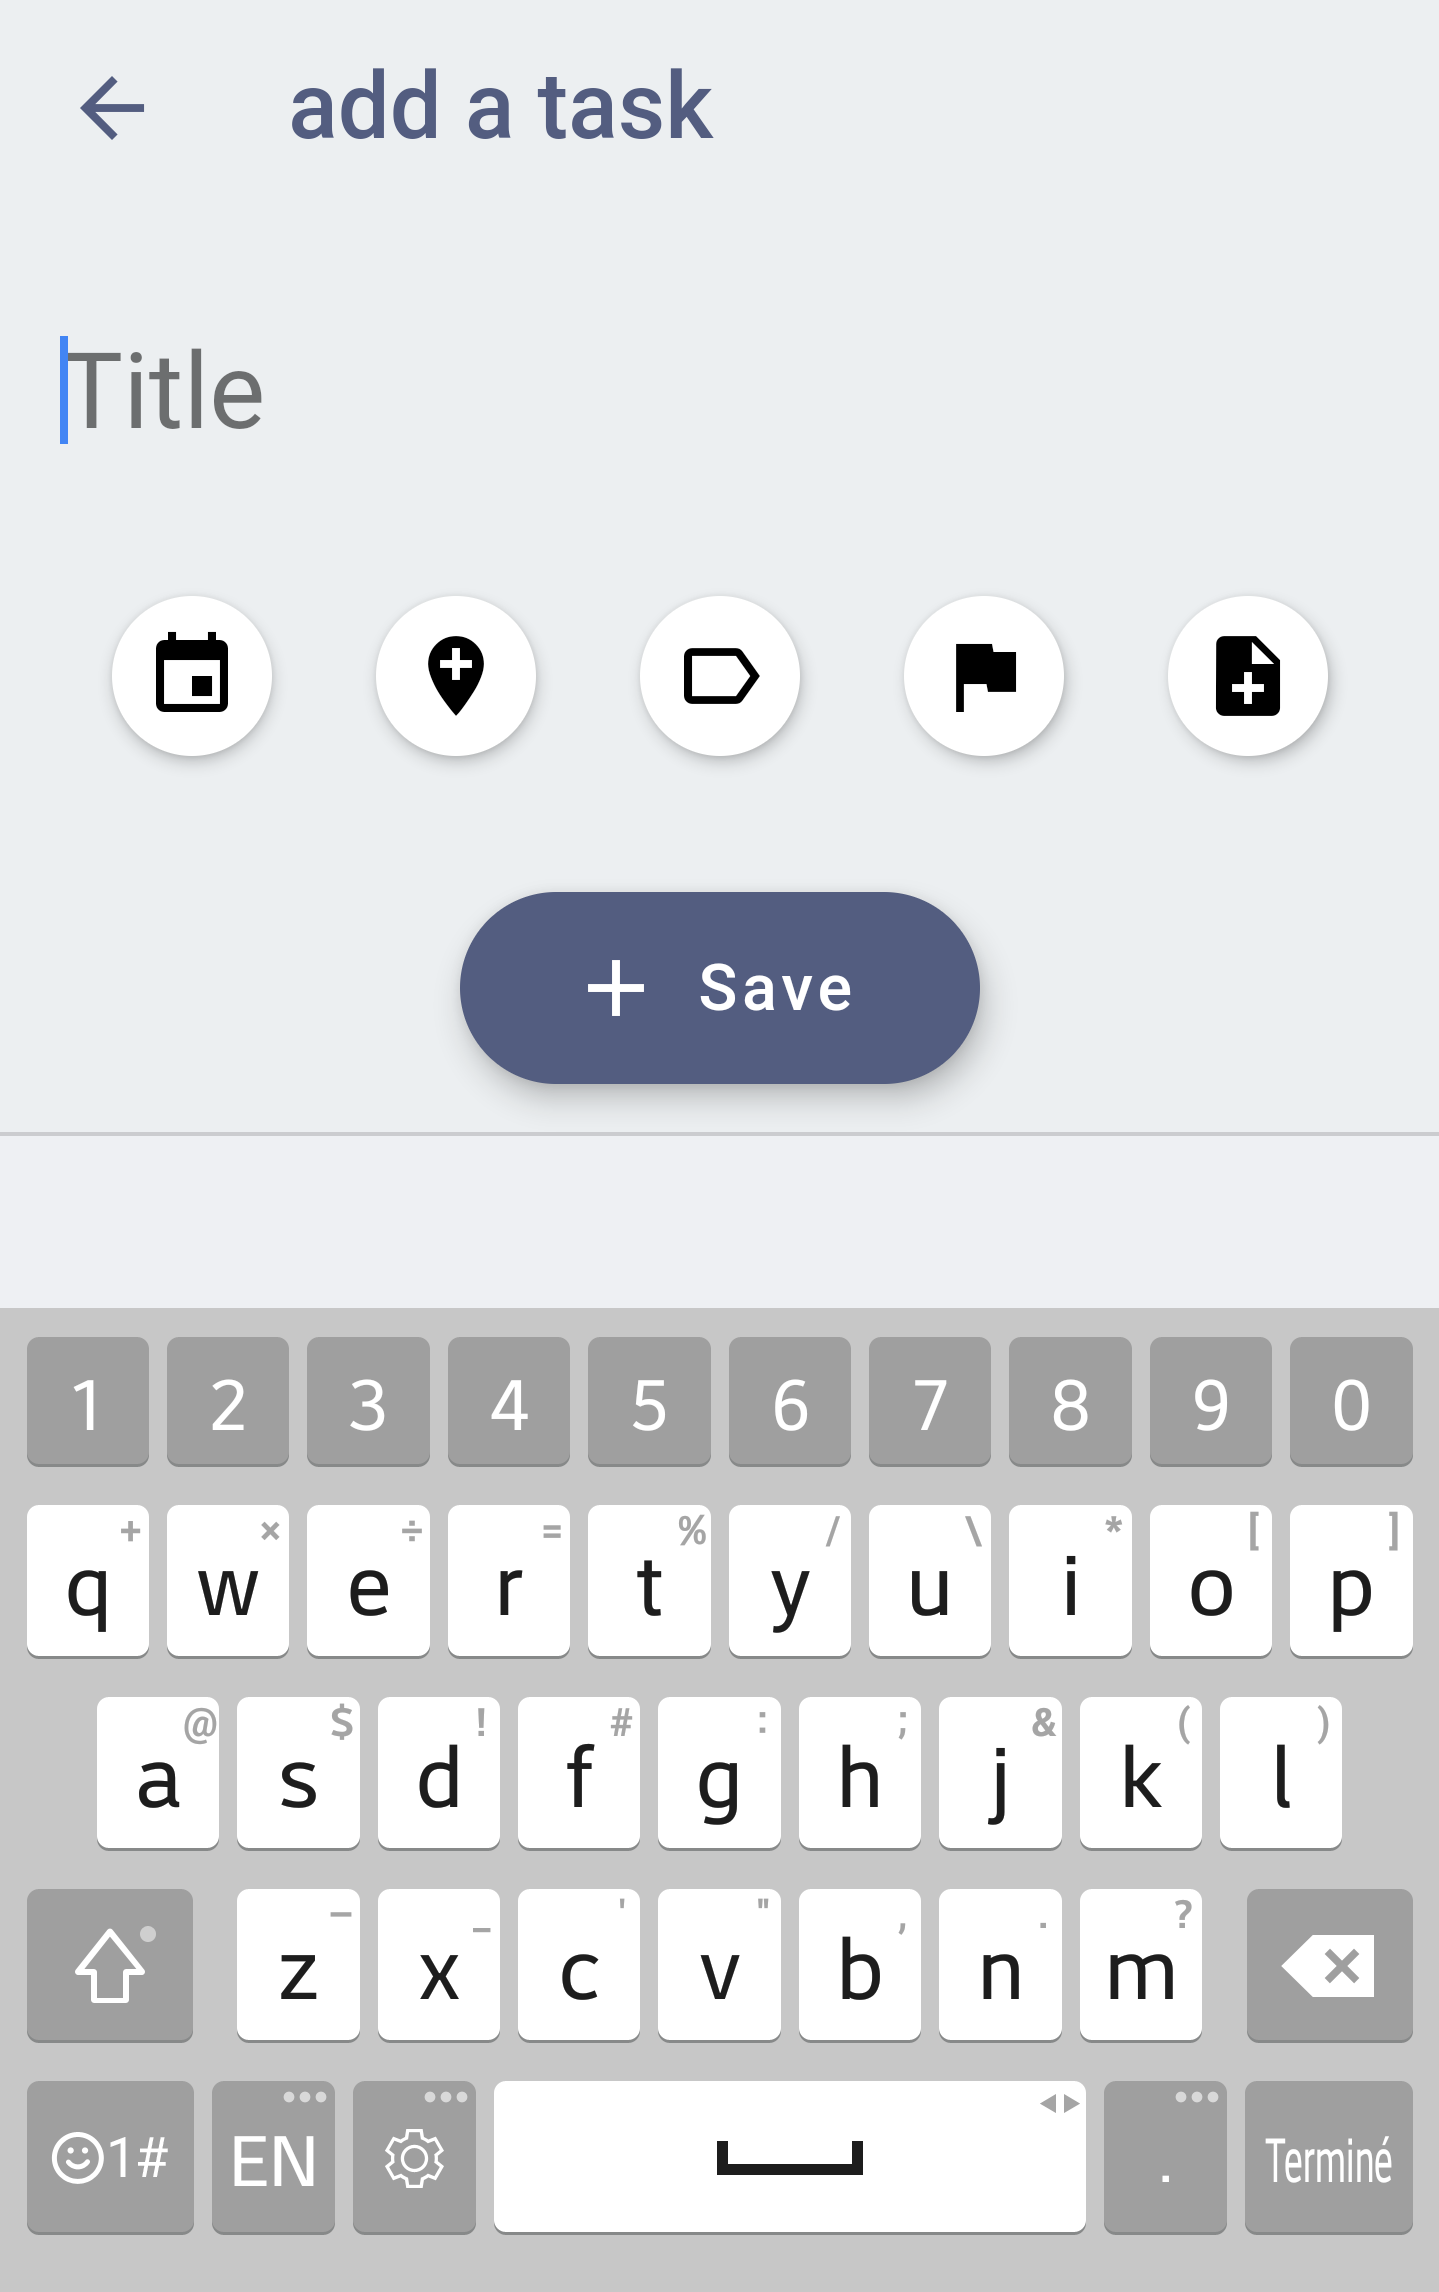 add a task
Title
Save
1 2 3 4 5 6 7 8 9 0
+ × ÷ = % / \ * [ ]
q w e r t y u i o p
@ $ ! # : ; & ( )
a s d f g h j k l
– _ ' " , . ?
z x c v b n m
1# EN . Terminé